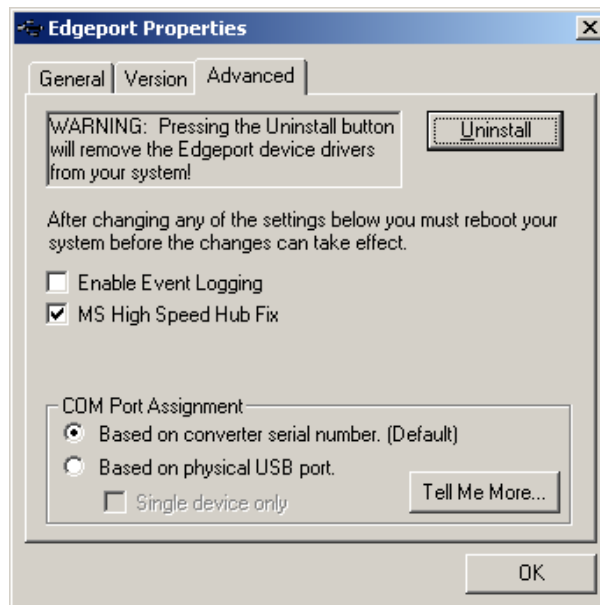 Edgeport Properties
General Version Advanced
WARNING: Pressing the Uninstall button
will remove the Edgeport device drivers
from your system!
Uninstall
After changing any of the settings below you must reboot your
system before the changes can take effect.
Enable Event Logging
MS High Speed Hub Fix
COM Port Assignment
Based on converter serial number. (Default)
Based on physical USB port.
Single device only
Tell Me More...
OK